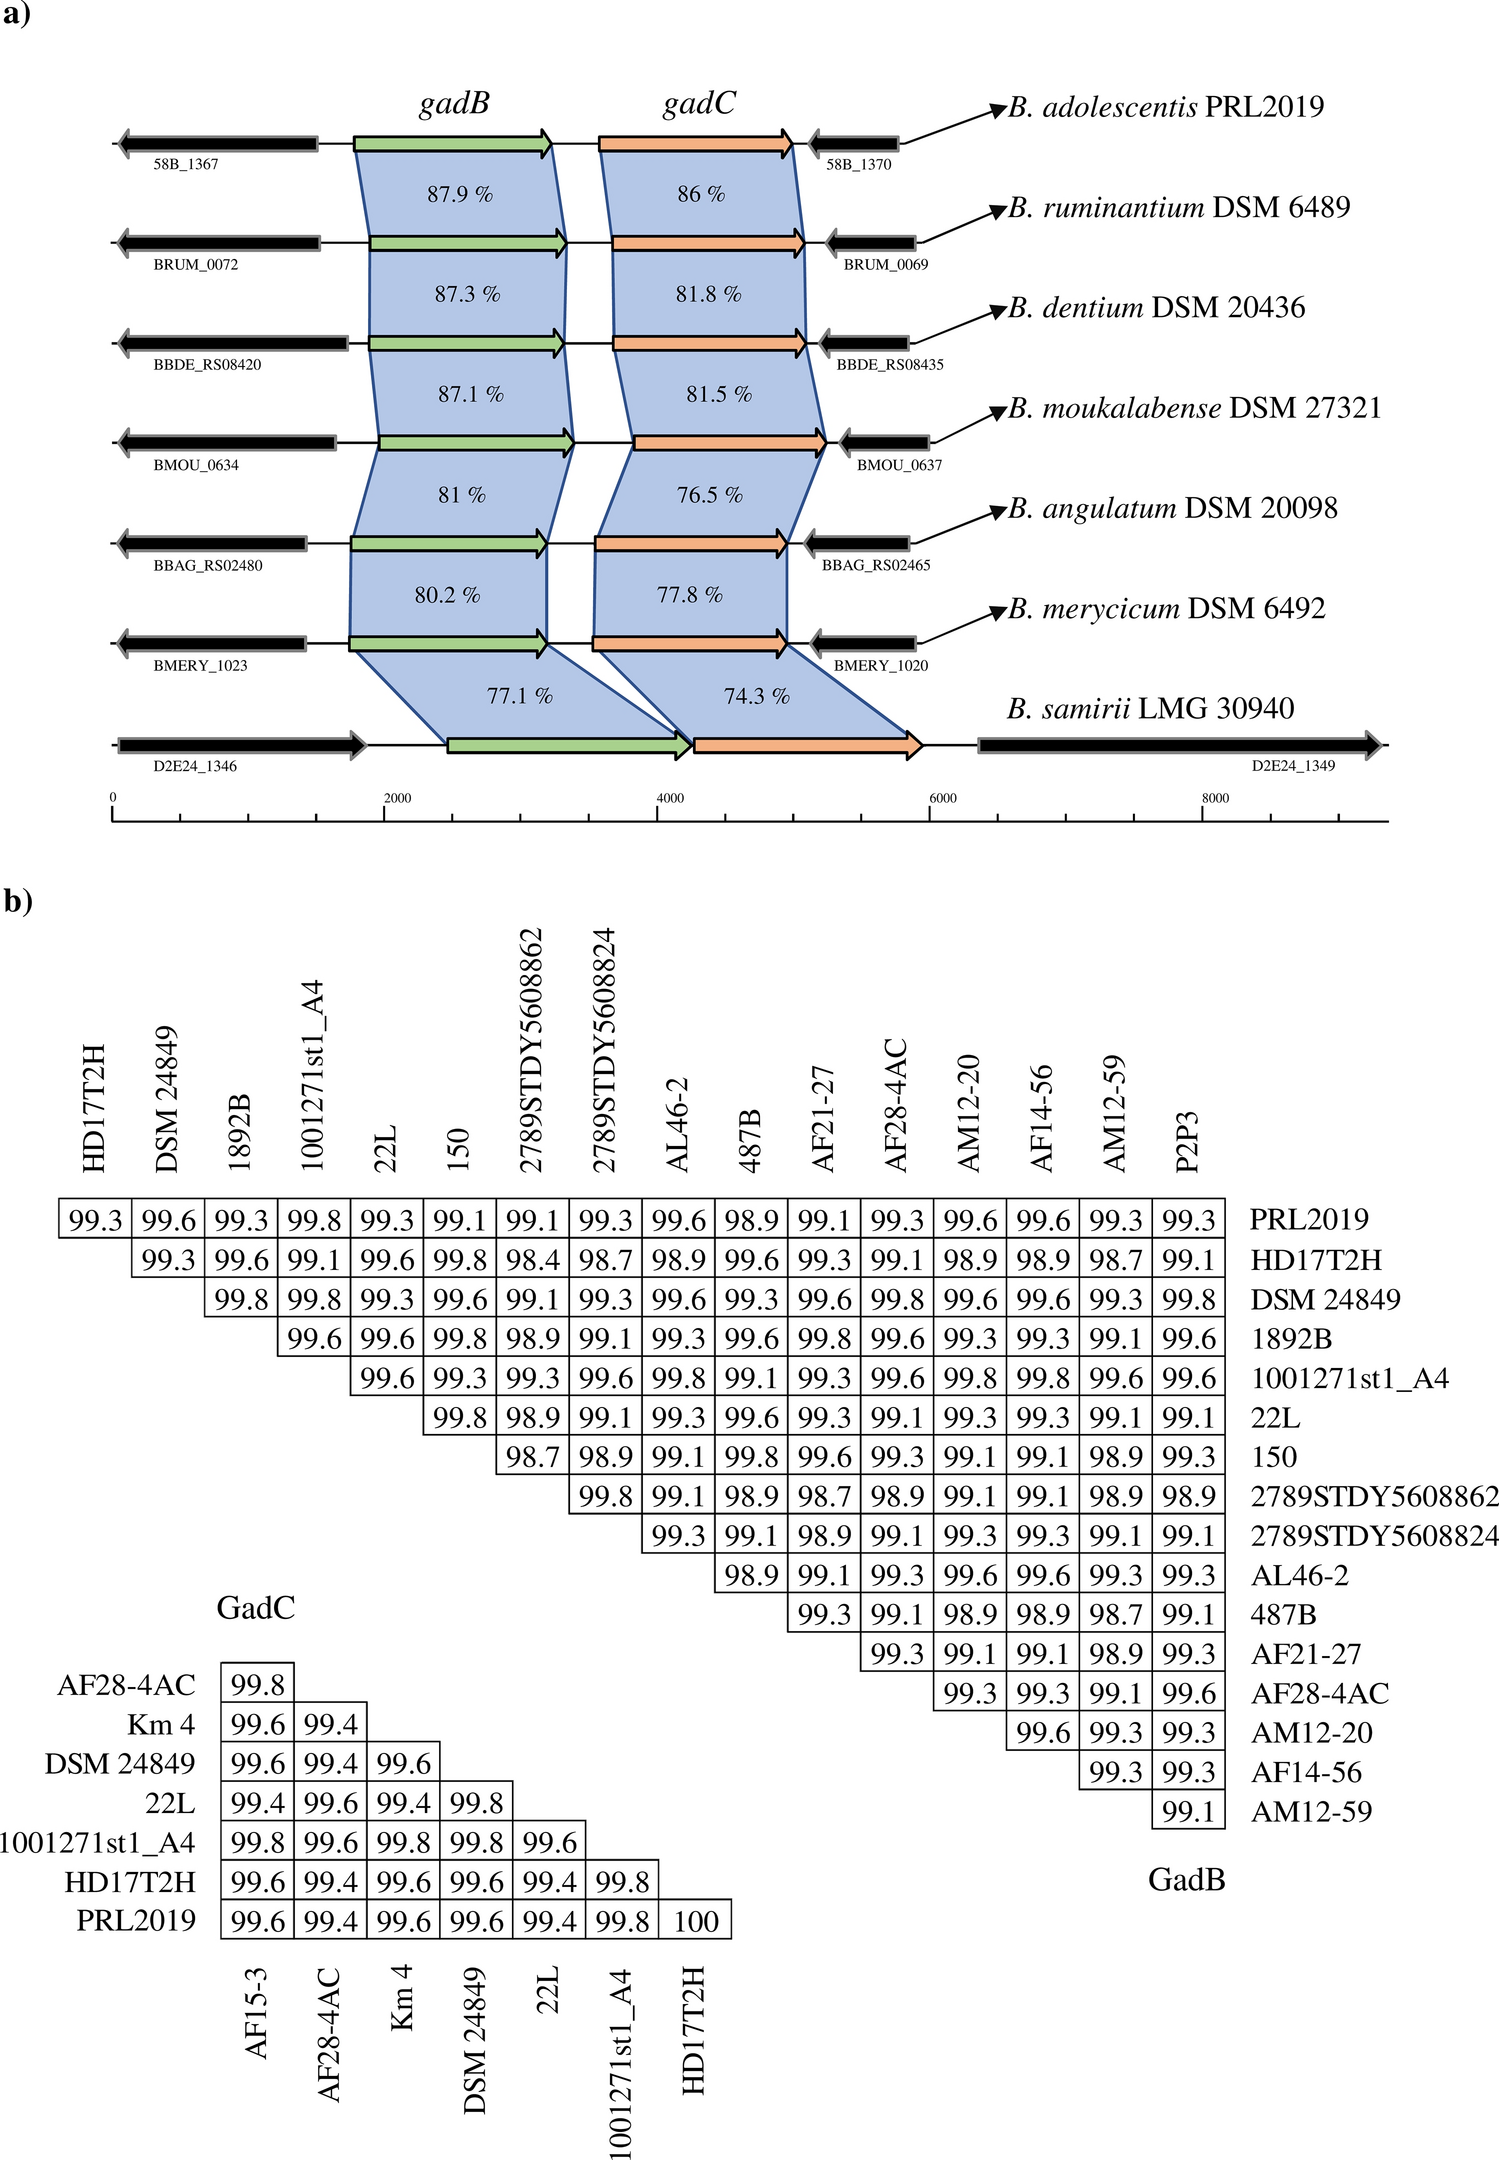 a)
gadB gadC
B. adolescentis PRL2019
58B_1367 58B_1370
87.9 % 86 %
B. ruminantium DSM 6489
BRUM_0072 BRUM_0069
87.3 % 81.8 %
B. dentium DSM 20436
BBDE_RS08420 BBDE_RS08435
87.1 % 81.5 %
B. moukalabense DSM 27321
BMOU_0634 BMOU_0637
81 % 76.5 %
B. angulatum DSM 20098
BBAG_RS02480 BBAG_RS02465
80.2 % 77.8 %
B. merycicum DSM 6492
BMERY_1023 BMERY_1020
77.1 % 74.3 %
B. samirii LMG 30940
D2E24_1346 D2E24_1349
0 2000 4000 6000 8000
b)
HD17T2H DSM 24849 1892B 1001271st1_A4 22L 150 2789STDY5608862 2789STDY5608824 AL46-2 487B AF21-27 AF28-4AC AM12-20 AF14-56 AM12-59 P2P3
99.3 99.6 99.3 99.8 99.3 99.1 99.1 99.3 99.6 98.9 99.1 99.3 99.6 99.6 99.3 99.3 PRL2019
99.3 99.6 99.1 99.6 99.8 98.4 98.7 98.9 99.6 99.3 99.1 98.9 98.9 98.7 99.1 HD17T2H
99.8 99.8 99.3 99.6 99.1 99.3 99.6 99.3 99.6 99.8 99.6 99.6 99.3 99.8 DSM 24849
99.6 99.6 99.8 98.9 99.1 99.3 99.6 99.8 99.6 99.3 99.3 99.1 99.6 1892B
99.6 99.3 99.3 99.6 99.8 99.1 99.3 99.6 99.8 99.8 99.6 99.6 1001271st1_A4
99.8 98.9 99.1 99.3 99.6 99.3 99.1 99.3 99.3 99.1 99.1 22L
98.7 98.9 99.1 99.8 99.6 99.3 99.1 99.1 98.9 99.3 150
99.8 99.1 98.9 98.7 98.9 99.1 99.1 98.9 98.9 2789STDY5608862
99.3 99.1 98.9 99.1 99.3 99.3 99.1 99.1 2789STDY5608824
98.9 99.1 99.3 99.6 99.6 99.3 99.3 AL46-2
99.3 99.1 98.9 98.9 98.7 99.1 487B
99.3 99.1 99.1 98.9 99.3 AF21-27
99.3 99.3 99.1 99.6 AF28-4AC
99.6 99.3 99.3 AM12-20
99.3 99.3 AF14-56
99.1 AM12-59
GadB
GadC
AF28-4AC 99.8
Km 4 99.6 99.4
DSM 24849 99.6 99.4 99.6
22L 99.4 99.6 99.4 99.8
1001271st1_A4 99.8 99.6 99.8 99.8 99.6
HD17T2H 99.6 99.4 99.6 99.6 99.4 99.8
PRL2019 99.6 99.4 99.6 99.6 99.4 99.8 100
AF15-3 AF28-4AC Km 4 DSM 24849 22L 1001271st1_A4 HD17T2H